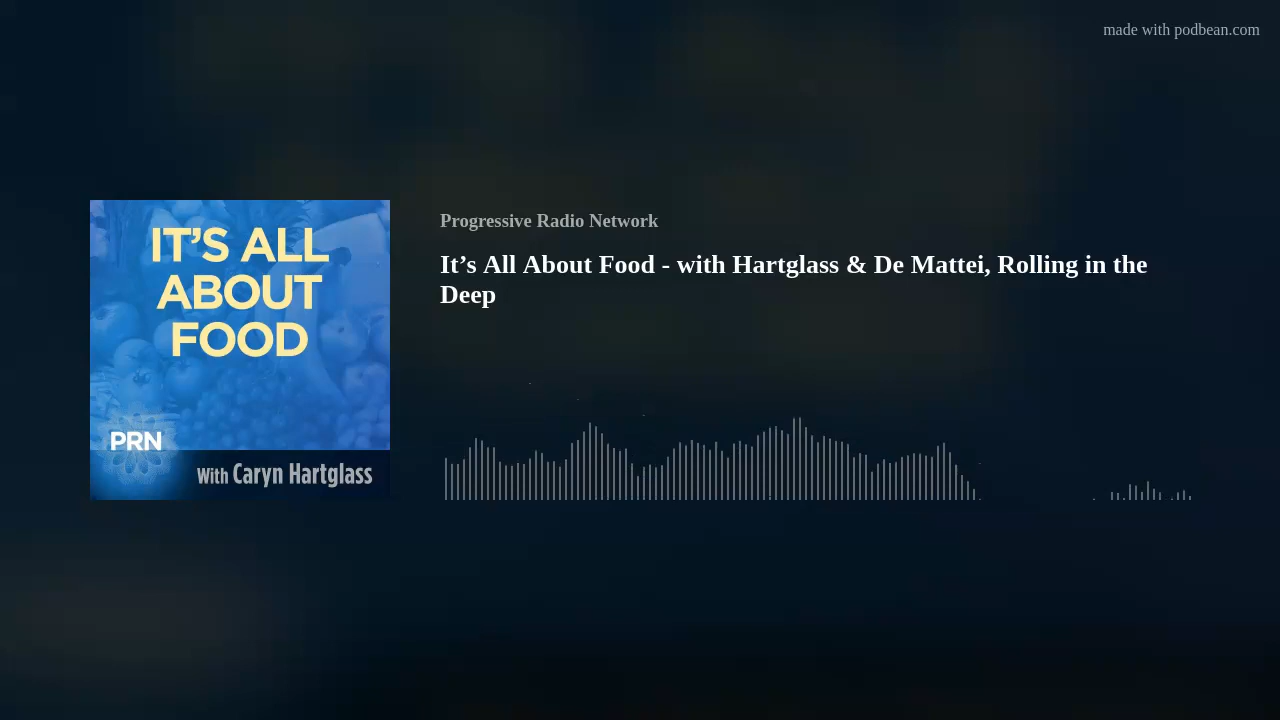 made with podbean.com
IT’S ALL
ABOUT
FOOD
PRN
With Caryn Hartglass
Progressive Radio Network
It’s All About Food - with Hartglass & De Mattei, Rolling in the
Deep